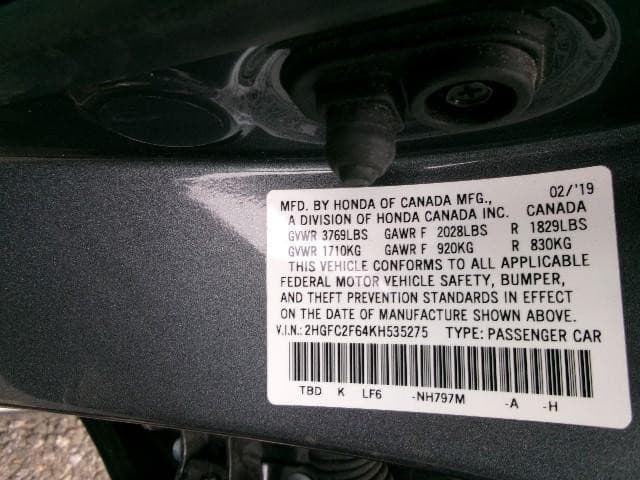 MFD. BY HONDA OF CANADA MFG., 02/'19
A DIVISION OF HONDA CANADA INC. CANADA
GVWR 3769LBS GAWR F 2028LBS R 1829LBS
GVWR 1710KG GAWR F 920KG R 830KG
THIS VEHICLE CONFORMS TO ALL APPLICABLE
FEDERAL MOTOR VEHICLE SAFETY, BUMPER,
AND THEFT PREVENTION STANDARDS IN EFFECT
ON THE DATE OF MANUFACTURE SHOWN ABOVE.
V.I.N.: 2HGFC2F64KH535275 TYPE: PASSENGER CAR
TBD K LF6 -NH797M -A -H